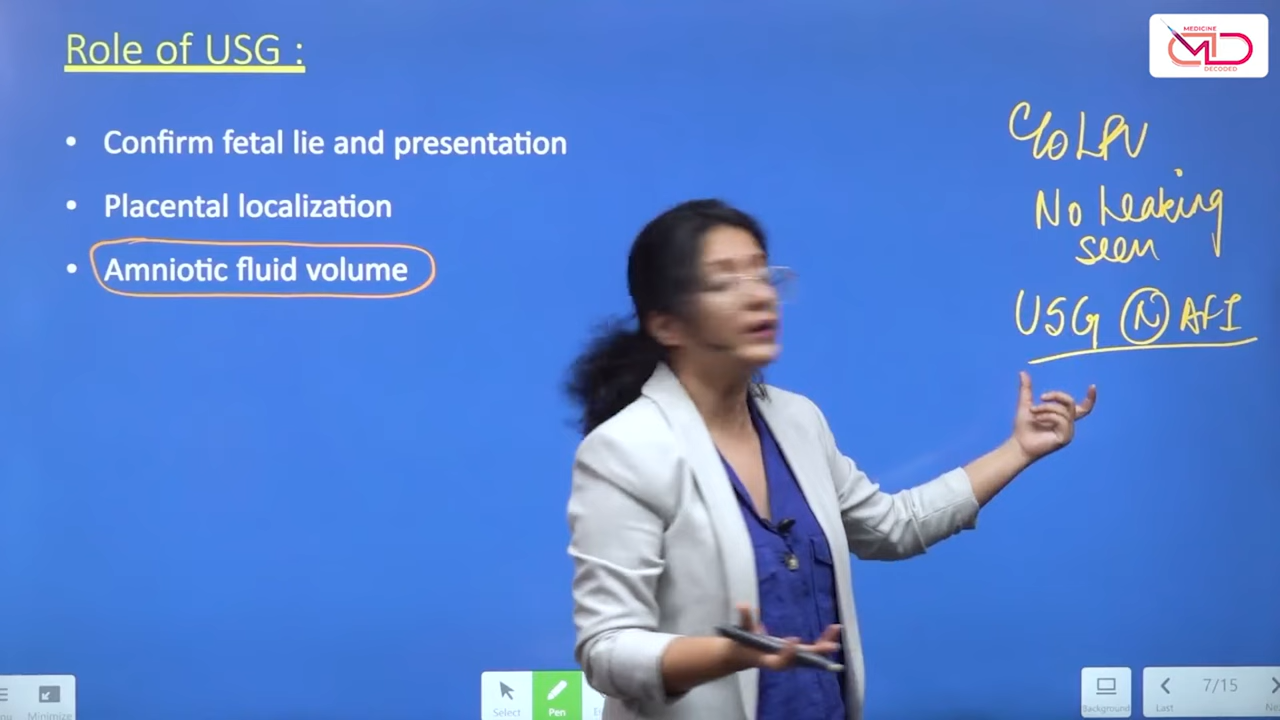 Role of USG :
• Confirm fetal lie and presentation
• Placental localization
• Amniotic fluid volume
C/o LPV
No leaking
seen
USG N AFI
MEDICINE
MD
DECODED
Minimize
Select
Pen
Background
Last
7/15